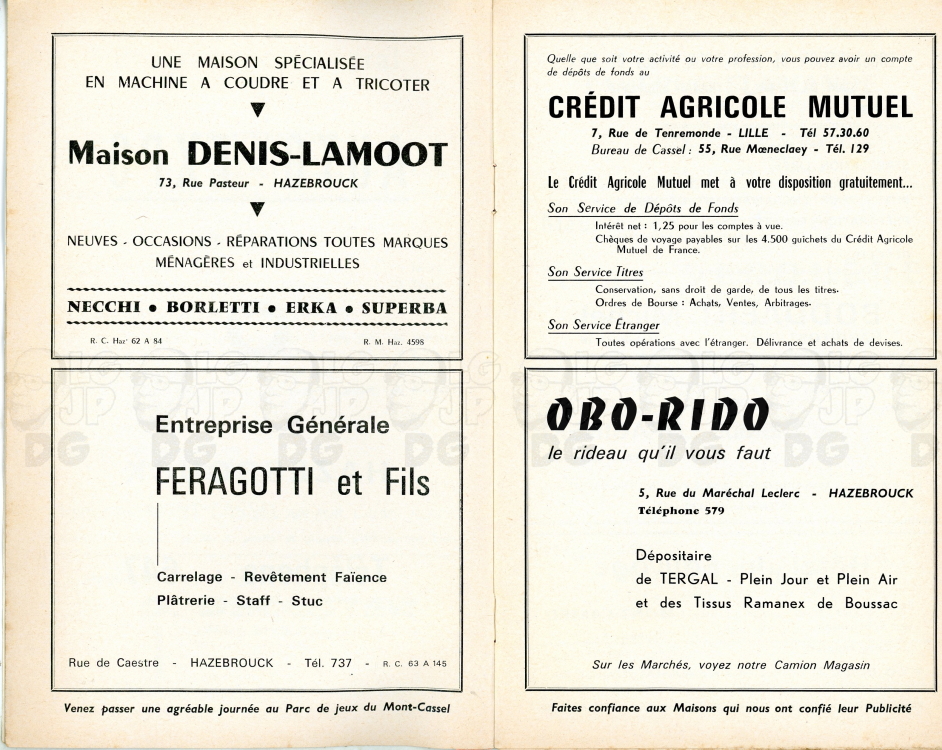 UNE MAISON SPÉCIALISÉE
EN MACHINE A COUDRE ET A TRICOTER
Maison DENIS-LAMOOT
73, Rue Pasteur - HAZEBROUCK
NEUVES - OCCASIONS - RÉPARATIONS TOUTES MARQUES
MÉNAGÈRES et INDUSTRIELLES
NECCHI • BORLETTI • ERKA • SUPERBA
R. C. Haz. 62 A 84 R. M. Haz. 4598
Entreprise Générale
FERAGOTTI et Fils
Carrelage - Revêtement Faïence
Plâtrerie - Staff - Stuc
Rue de Caestre - HAZEBROUCK - Tél. 737 - R. C. 63 A 145
Venez passer une agréable journée au Parc de jeux du Mont-Cassel
Quelle que soit votre activité ou votre profession, vous pouvez avoir un compte
de dépôts de fonds au
CRÉDIT AGRICOLE MUTUEL
7, Rue de Tenremonde - LILLE - Tél 57.30.60
Bureau de Cassel : 55, Rue Mœneclaey - Tél. 129
Le Crédit Agricole Mutuel met à votre disposition gratuitement...
Son Service de Dépôts de Fonds
Intérêt net : 1,25 pour les comptes à vue.
Chèques de voyage payables sur les 4.500 guichets du Crédit Agricole
Mutuel de France.
Son Service Titres
Conservation, sans droit de garde, de tous les titres.
Ordres de Bourse : Achats, Ventes, Arbitrages.
Son Service Étranger
Toutes opérations avec l'étranger. Délivrance et achats de devises.
OBO-RIDO
le rideau qu'il vous faut
5, Rue du Maréchal Leclerc - HAZEBROUCK
Téléphone 579
Dépositaire
de TERGAL - Plein Jour et Plein Air
et des Tissus Ramanex de Boussac
Sur les Marchés, voyez notre Camion Magasin
Faites confiance aux Maisons qui nous ont confié leur Publicité
LG
JP
DG